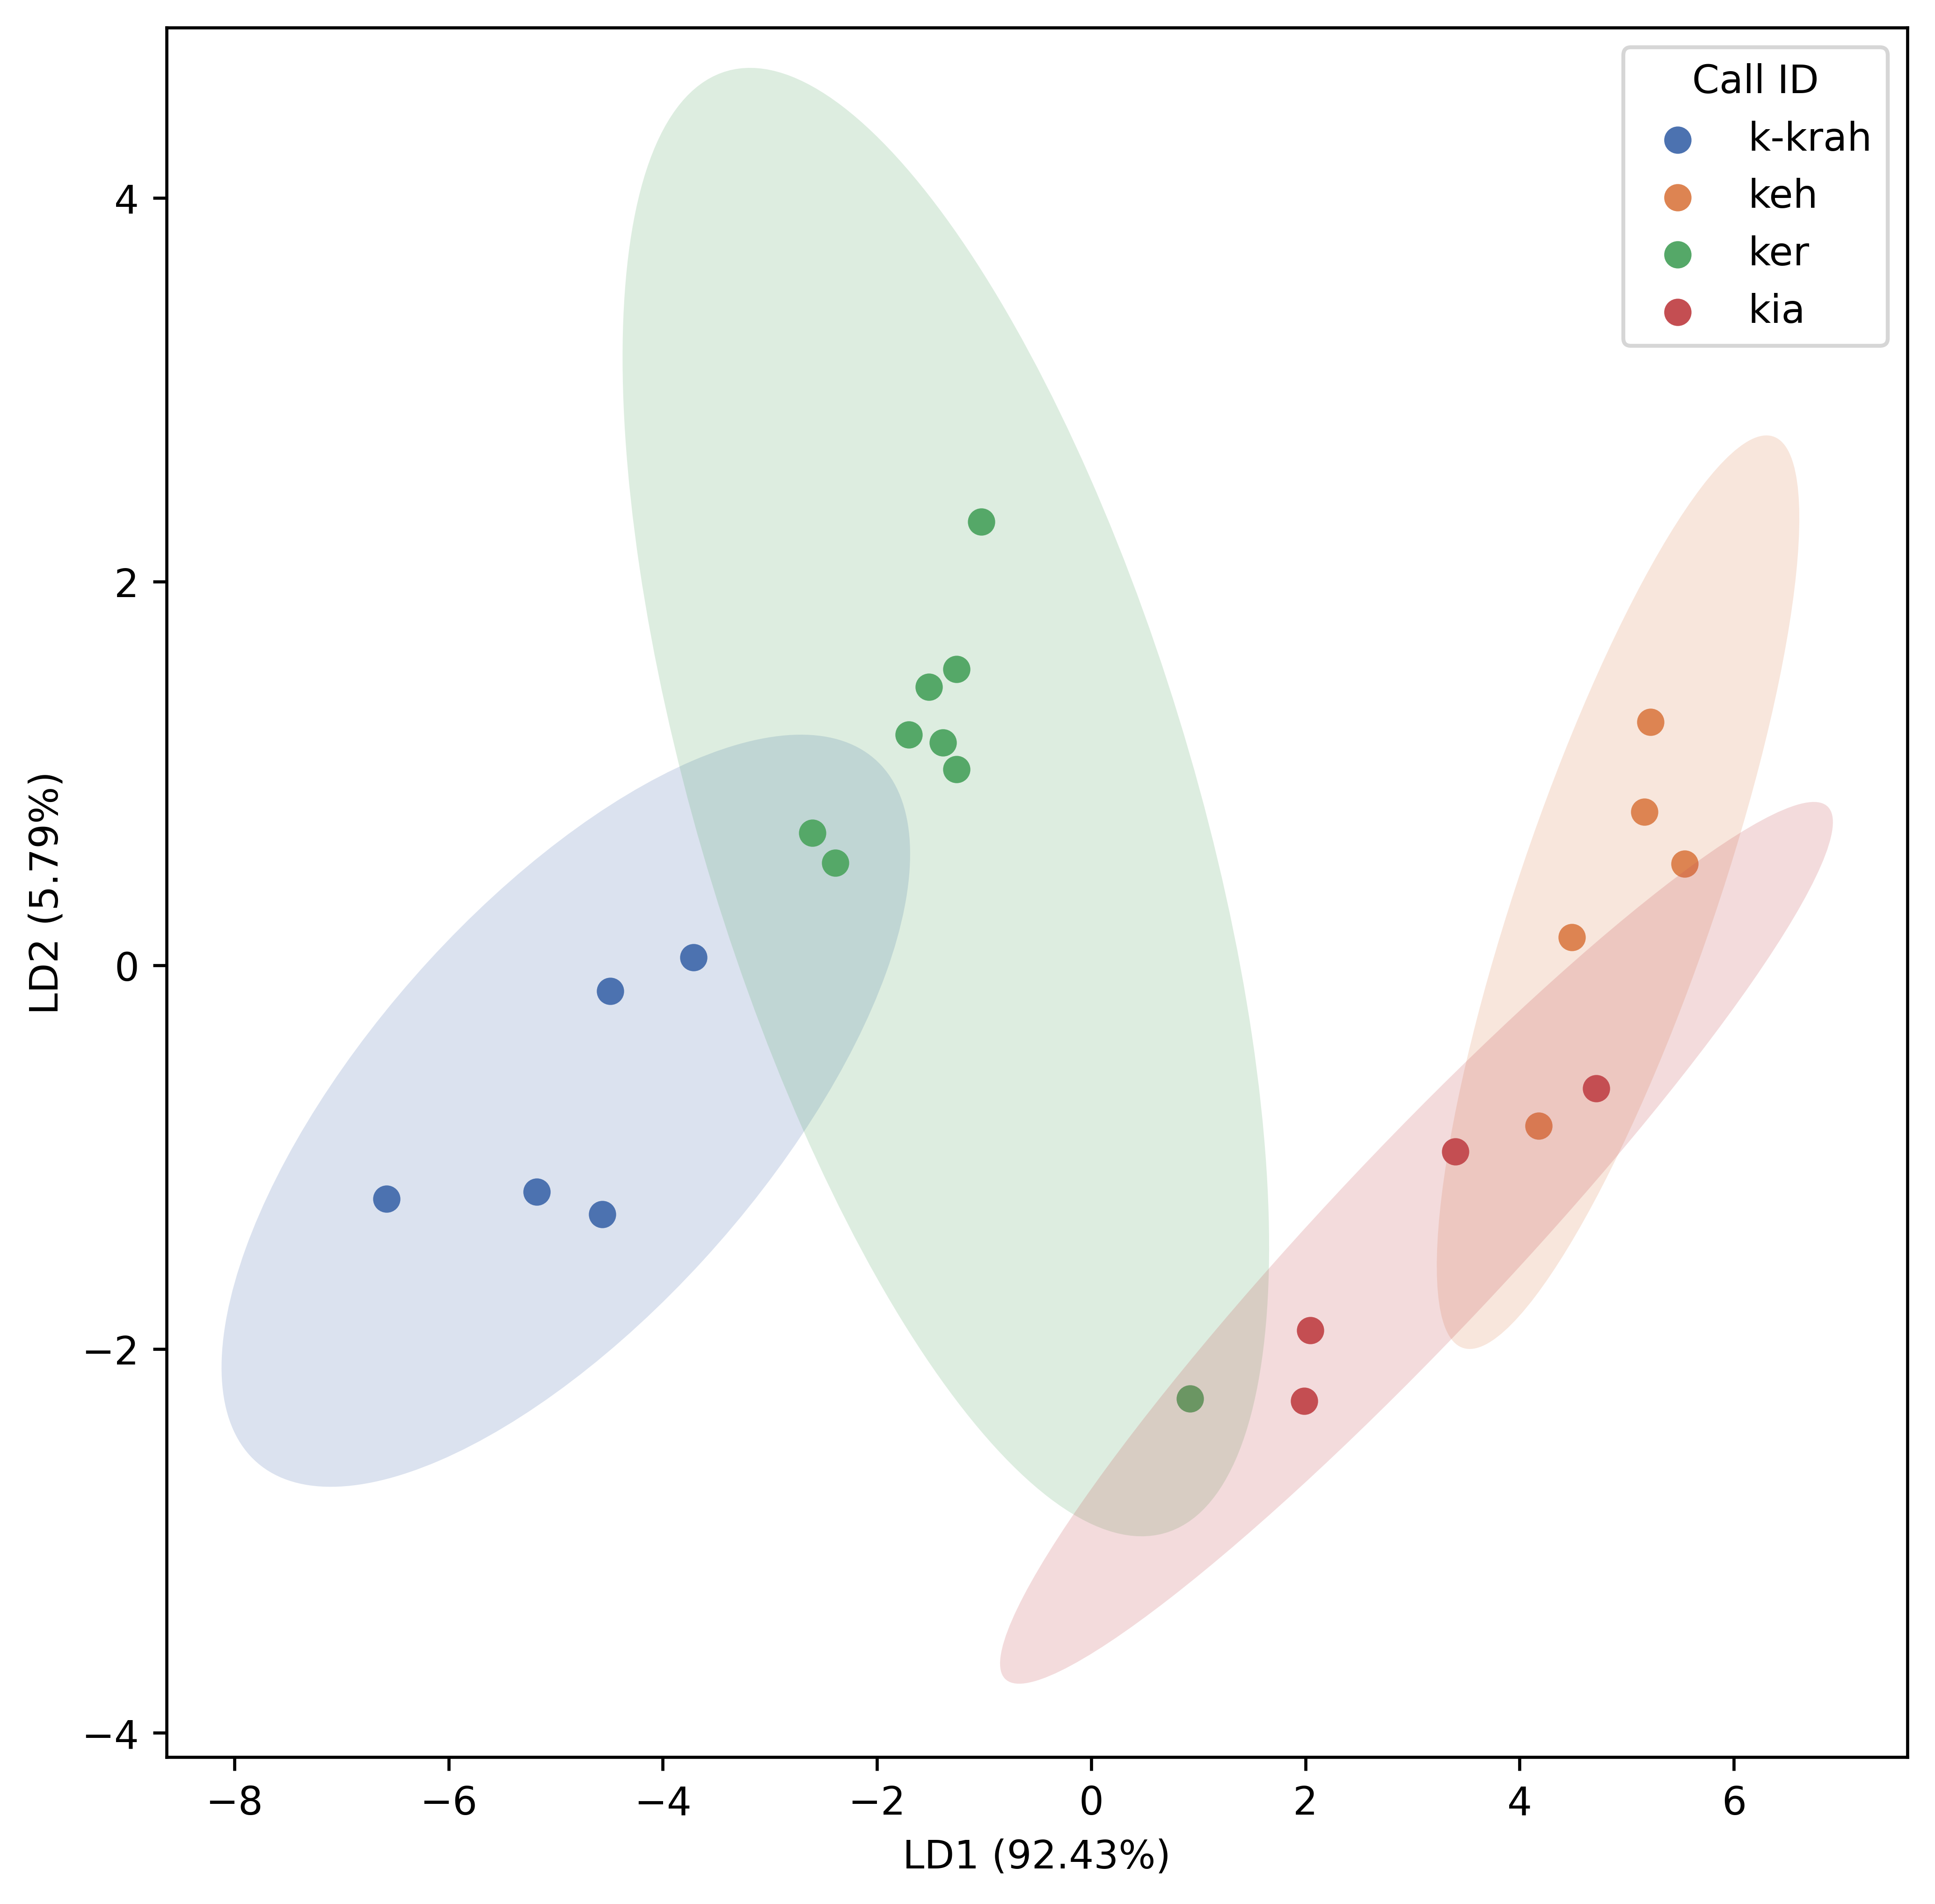 Call ID
k-krah
keh
ker
kia
4
2
0
−2
−4
LD2 (5.79%)
−8 −6 −4 −2 0 2 4 6
LD1 (92.43%)